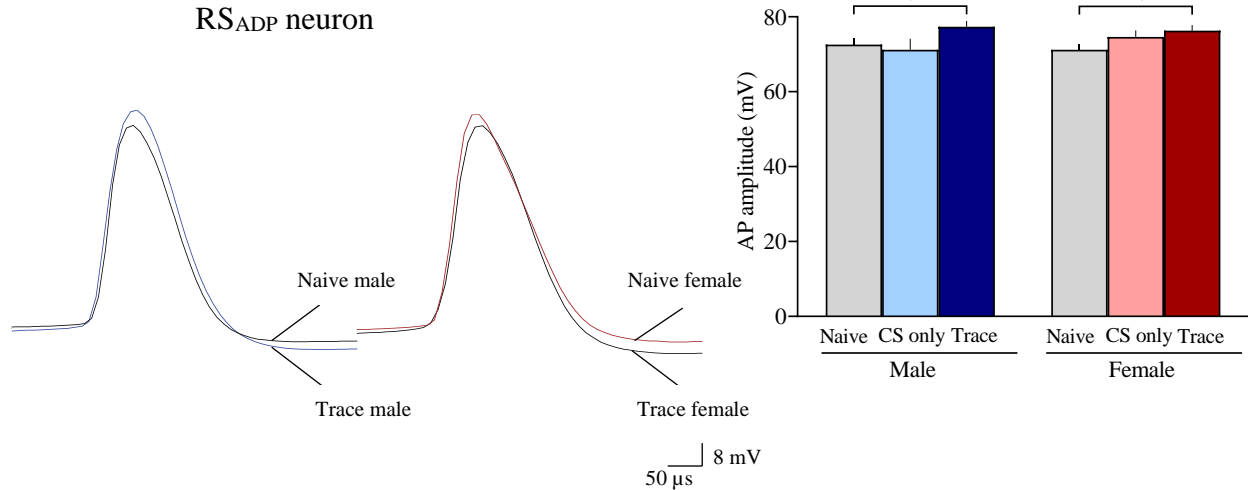 RSADP neuron
Naive male
Trace male
Naive female
Trace female
8 mV
50 µs
AP amplitude (mV)
80
60
40
20
0
Naive CS only Trace
Male
Naive CS only Trace
Female